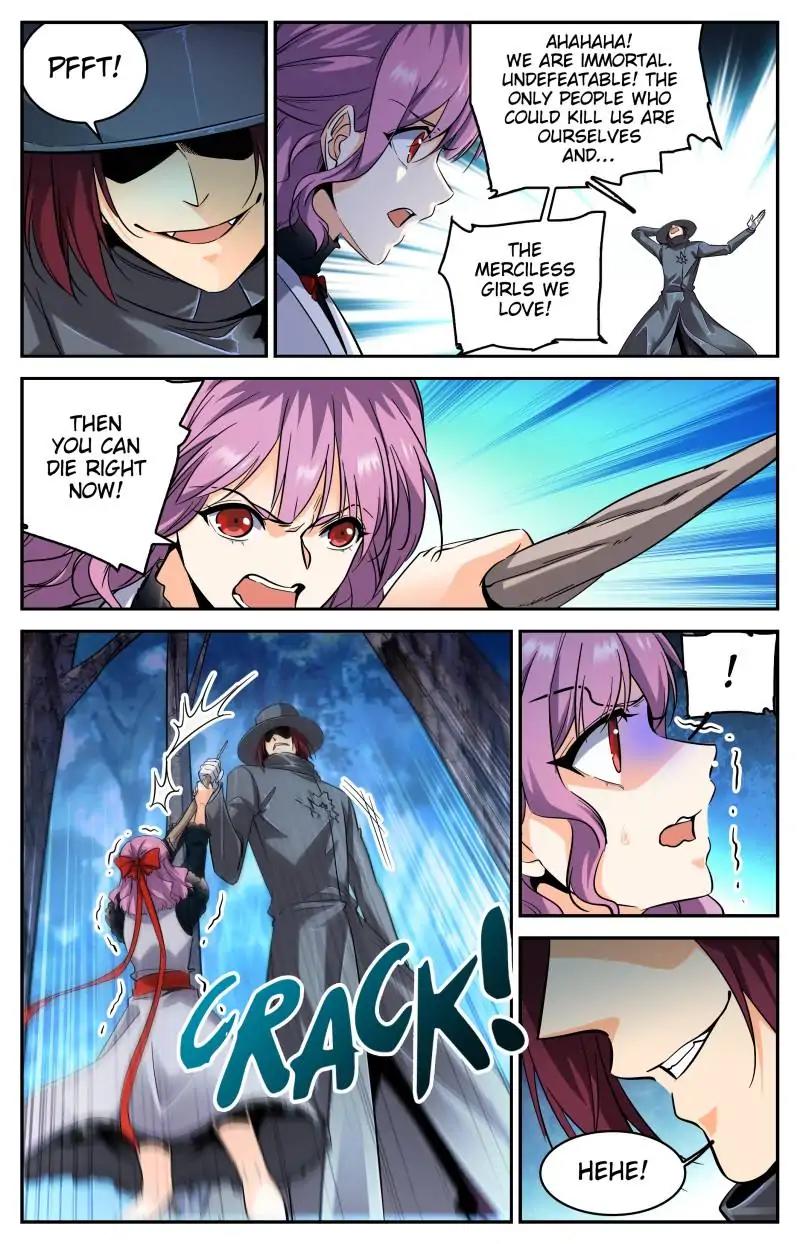 PFFT!
AHAHAHA!
WE ARE IMMORTAL.
UNDEFEATABLE! THE
ONLY PEOPLE WHO
COULD KILL US ARE
OURSELVES
AND...
THE
MERCILESS
GIRLS WE
LOVE!
THEN
YOU CAN
DIE RIGHT
NOW!
CRACK!
!
HEHE!